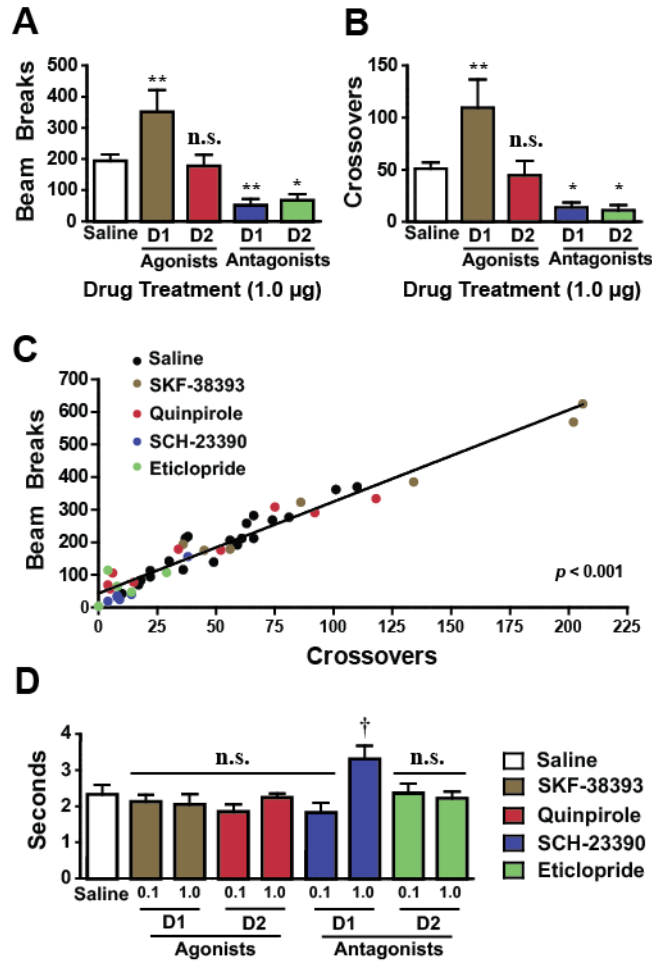 A
Beam Breaks
500
400
300
200
100
0
**
n.s.
**
*
Saline
D1
D2
D1
D2
Agonists
Antagonists
Drug Treatment (1.0 µg)
B
Crossovers
150
100
50
0
**
n.s.
*
*
Saline
D1
D2
D1
D2
Agonists
Antagonists
Drug Treatment (1.0 µg)
C
Beam Breaks
700
600
500
400
300
200
100
0
Saline
SKF-38393
Quinpirole
SCH-23390
Eticlopride
p < 0.001
0
25
50
75
100
125
150
175
200
225
Crossovers
D
Seconds
4
3
2
1
0
n.s.
†
n.s.
Saline
0.1
1.0
0.1
1.0
0.1
1.0
0.1
1.0
D1
D2
D1
D2
Agonists
Antagonists
Saline
SKF-38393
Quinpirole
SCH-23390
Eticlopride